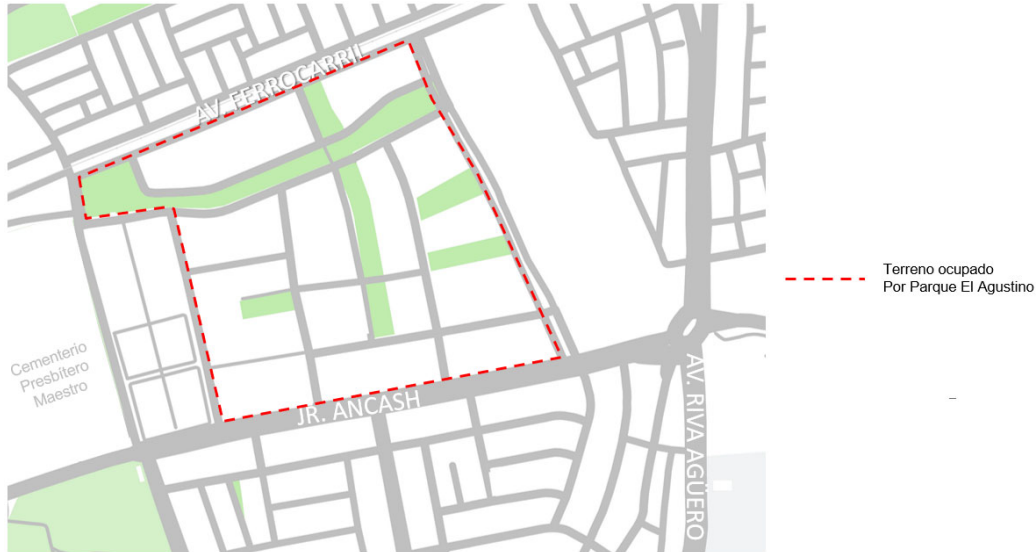 AV. FERROCARRIL
Cementerio
Presbítero
Maestro
JR. ANCASH
AV. RIVA AGÜERO
Terreno ocupado
Por Parque El Agustino